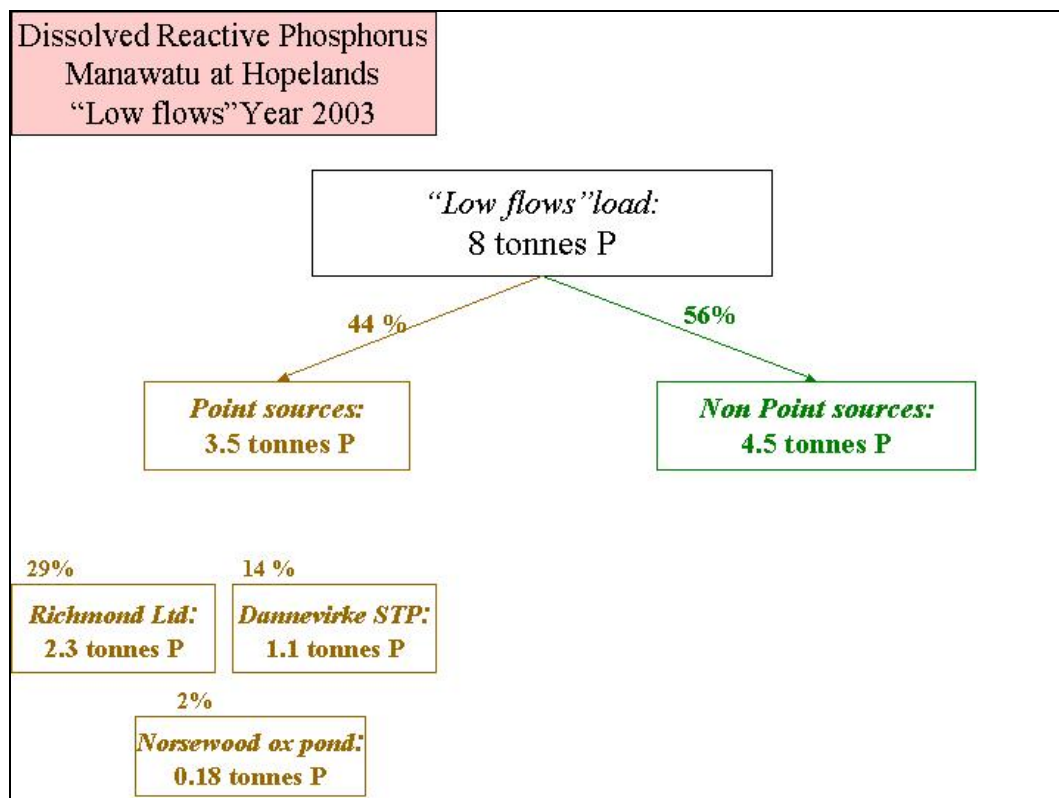 Dissolved Reactive Phosphorus
Manawatu at Hopelands
“Low flows”Year 2003
“Low flows”load:
8 tonnes P
44 %
56%
Point sources:
3.5 tonnes P
Non Point sources:
4.5 tonnes P
29%
Richmond Ltd:
2.3 tonnes P
14 %
Dannevirke STP:
1.1 tonnes P
2%
Norsewood ox pond:
0.18 tonnes P